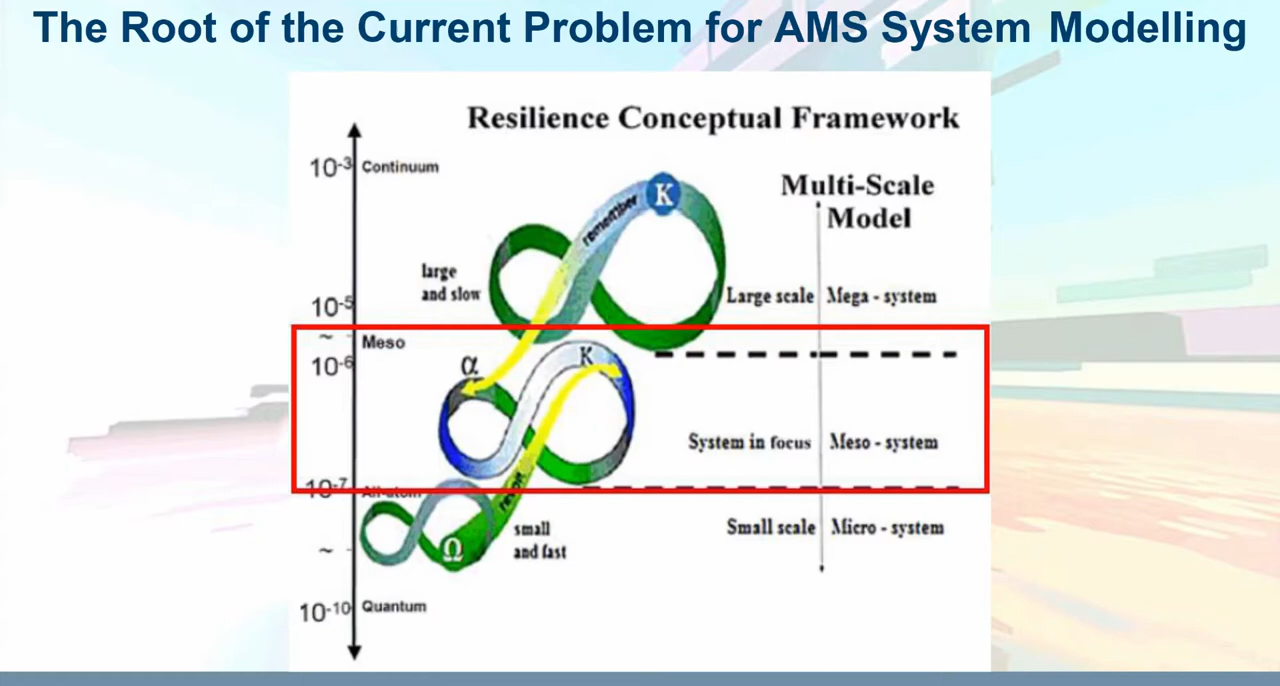 The Root of the Current Problem for AMS System Modelling
Resilience Conceptual Framework
10-3 Continuum
K
remember
Multi-Scale
Model
large
and slow
10-5
Large scale Mega - system
~
Meso
10-6
α
K
System in focus Meso - system
10-7 All-atom
small
and fast
Small scale Micro - system
Ω
~
10-10 Quantum